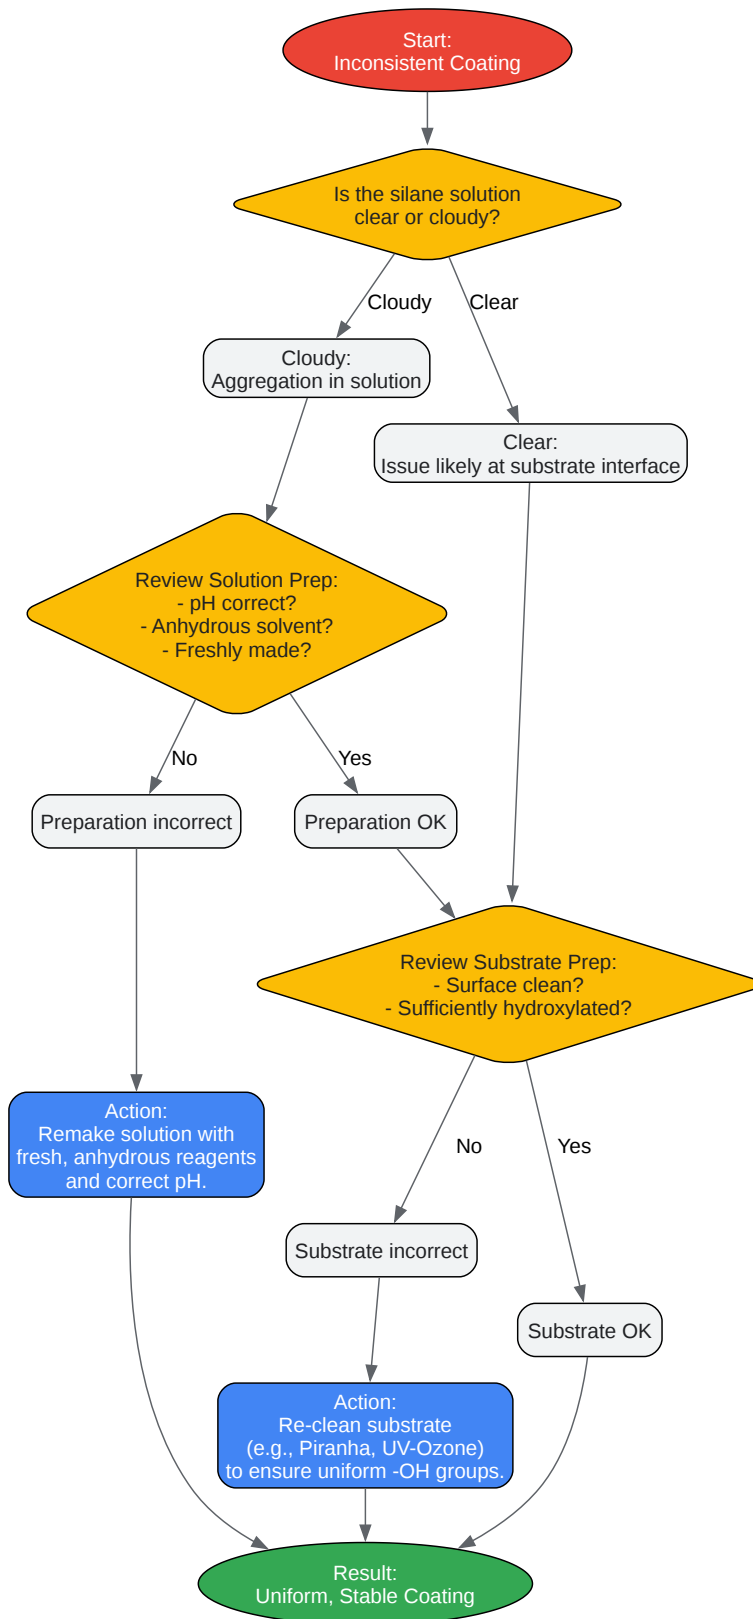 Start:
Inconsistent Coating
Is the silane solution
clear or cloudy?
Cloudy
Clear
Cloudy:
Aggregation in solution
Clear:
Issue likely at substrate interface
Review Solution Prep:
- pH correct?
- Anhydrous solvent?
- Freshly made?
No
Yes
Preparation incorrect
Preparation OK
Review Substrate Prep:
- Surface clean?
- Sufficiently hydroxylated?
Action:
Remake solution with
fresh, anhydrous reagents
and correct pH.
No
Yes
Substrate incorrect
Substrate OK
Action:
Re-clean substrate
(e.g., Piranha, UV-Ozone)
to ensure uniform -OH groups.
Result:
Uniform, Stable Coating